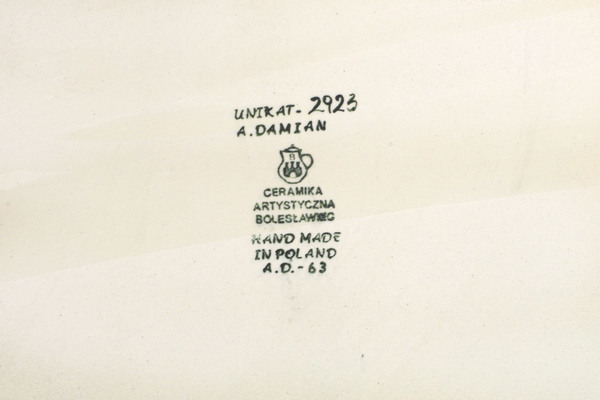 UNIKAT- 2923
A.DAMIAN
B
CERAMIKA
ARTYSTYCZNA
BOLESŁAWIEC
HAND MADE
IN POLAND
A.D.-63